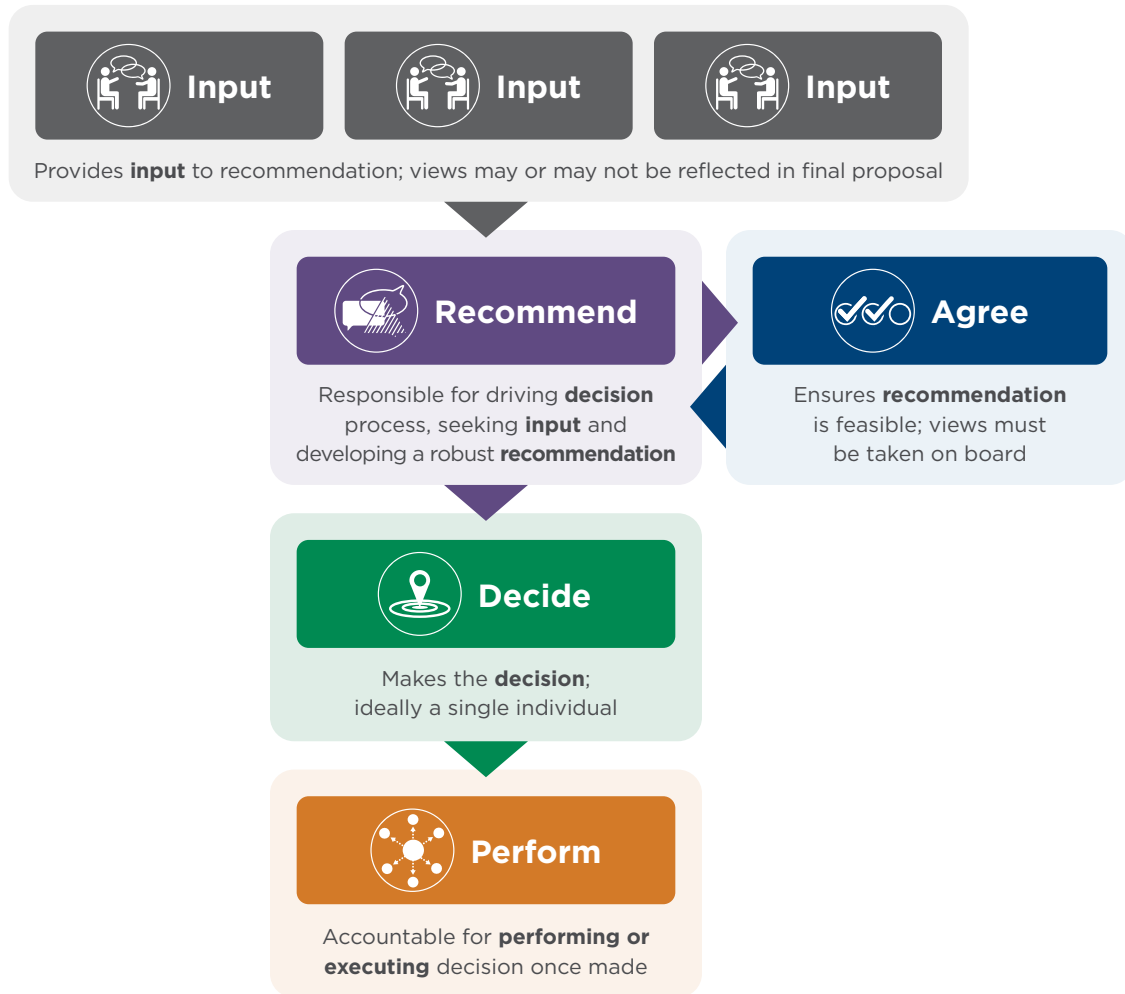 Input
Input
Input
Provides input to recommendation; views may or may not be reflected in final proposal
Recommend
Responsible for driving decision
process, seeking input and
developing a robust recommendation
Agree
Ensures recommendation
is feasible; views must
be taken on board
Decide
Makes the decision;
ideally a single individual
Perform
Accountable for performing or
executing decision once made